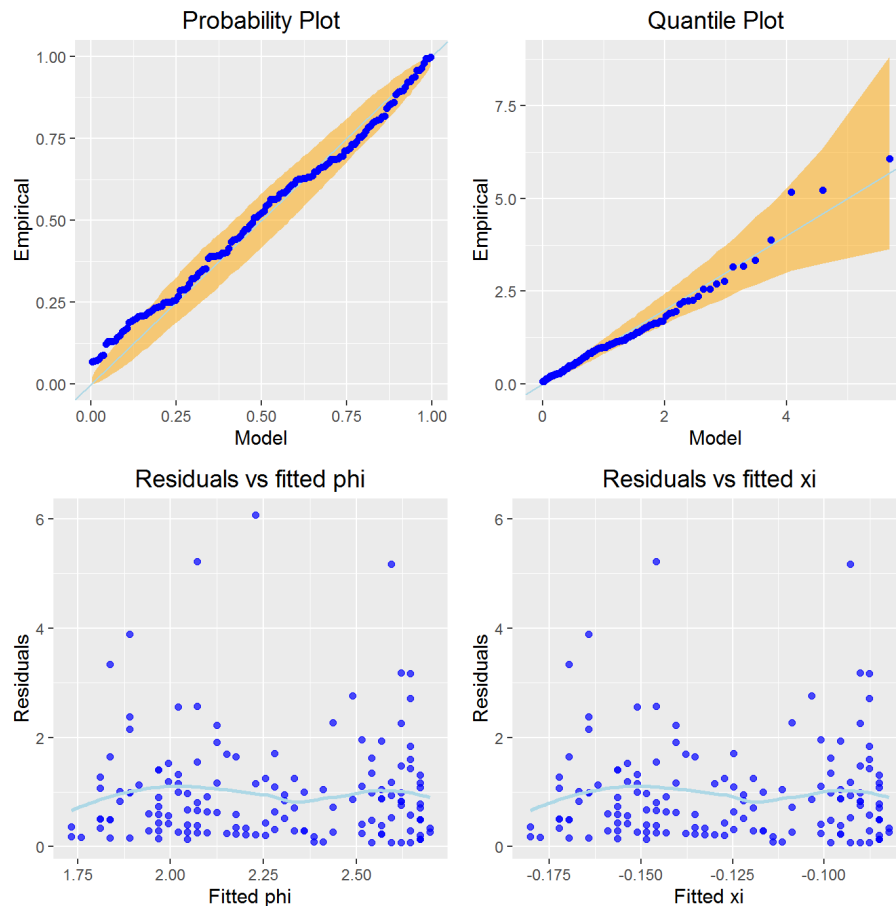 Probability Plot
1.00
0.75
0.50
0.25
0.00
Empirical
0.00 0.25 0.50 0.75 1.00
Model
Quantile Plot
7.5
5.0
2.5
0.0
Empirical
0 2 4
Model
Residuals vs fitted phi
6
4
2
0
Residuals
1.75 2.00 2.25 2.50
Fitted phi
Residuals vs fitted xi
6
4
2
0
Residuals
-0.175 -0.150 -0.125 -0.100
Fitted xi